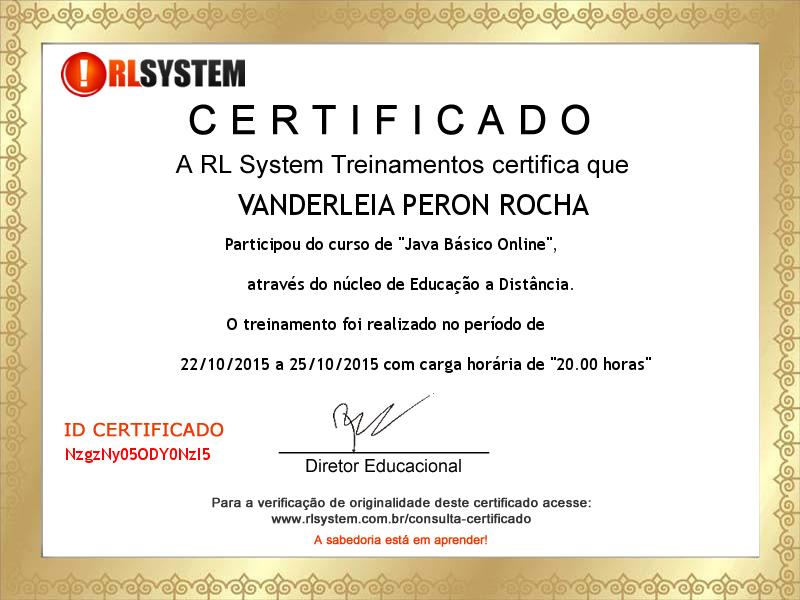 RLSYSTEM
CERTIFICADO
A RL System Treinamentos certifica que
VANDERLEIA PERON ROCHA
Participou do curso de "Java Básico Online",
através do núcleo de Educação a Distância.
O treinamento foi realizado no período de
22/10/2015 a 25/10/2015 com carga horária de "20.00 horas"
ID CERTIFICADO
NzgzNy05ODY0NzI5
Diretor Educacional
Para a verificação de originalidade deste certificado acesse:
www.rlsystem.com.br/consulta-certificado
A sabedoria está em aprender!